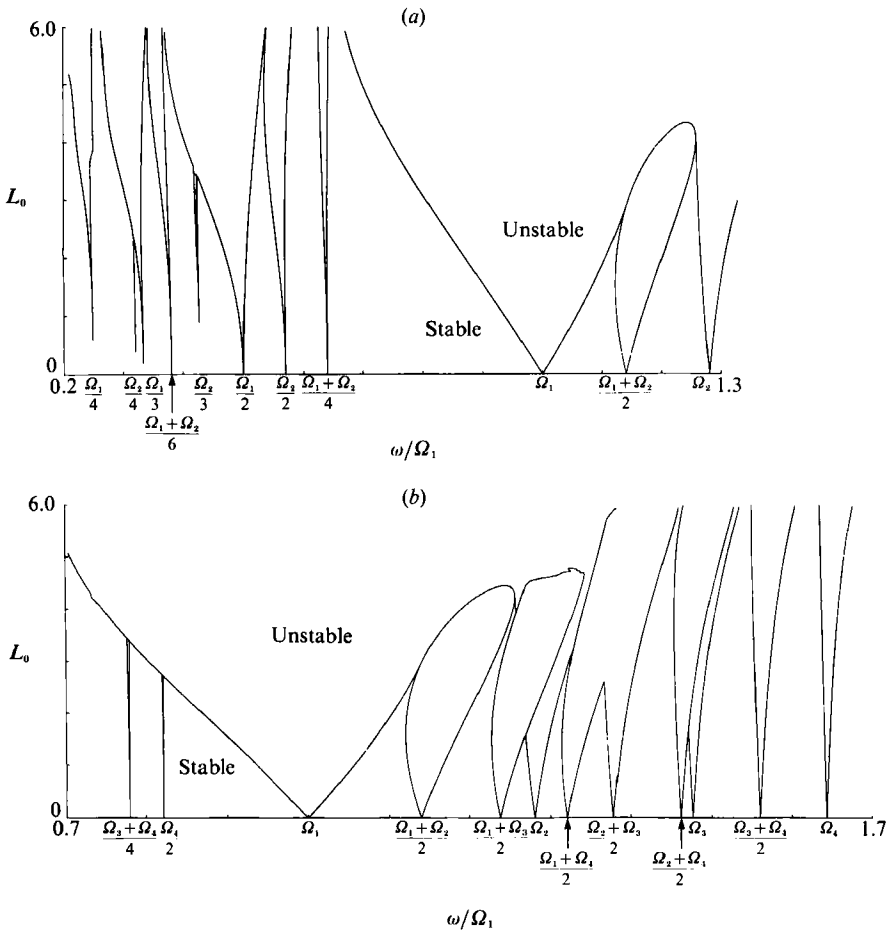 (a)
6.0
L₀
Unstable
Stable
0
0.2 Ω₁/4 Ω₂/4 Ω₁/3 (Ω₁ + Ω₂)/6 Ω₂/3 Ω₁/2 Ω₂/2 (Ω₁ + Ω₂)/4 Ω₁ (Ω₁ + Ω₂)/2 Ω₂ 1.3
ω/Ω₁
(b)
6.0
L₀
Unstable
Stable
0
0.7 (Ω₃ + Ω₄)/4 Ω₄/2 Ω₁ (Ω₁ + Ω₂)/2 (Ω₁ + Ω₃)/2 Ω₂ (Ω₁ + Ω₄)/2 (Ω₂ + Ω₃)/2 (Ω₂ + Ω₄)/2 Ω₃ (Ω₃ + Ω₄)/2 Ω₄ 1.7
ω/Ω₁